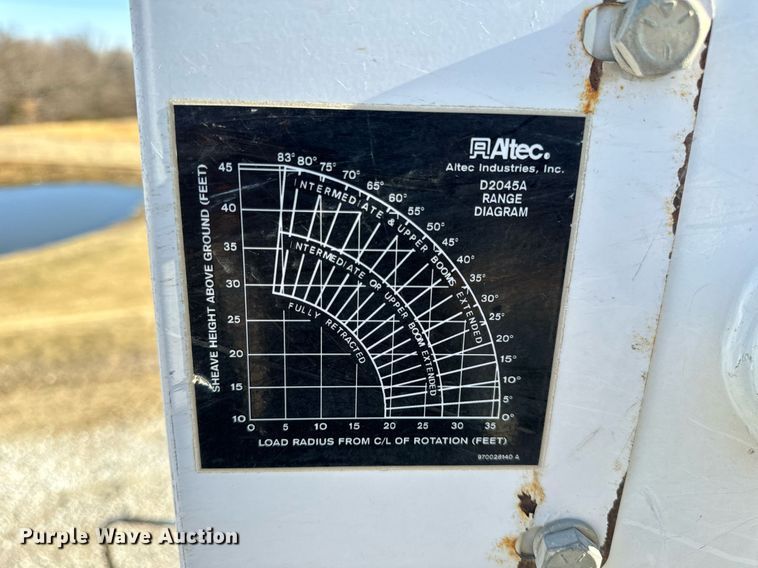 Altec®
Altec Industries, Inc.
D2045A
RANGE
DIAGRAM
83° 80° 75° 70° 65° 60° 55° 50° 45° 40° 35° 30° 25° 20° 15° 10° 5° 0°
INTERMEDIATE & UPPER BOOMS EXTENDED
INTERMEDIATE OR UPPER BOOM EXTENDED
FULLY RETRACTED
SHEAVE HEIGHT ABOVE GROUND (FEET)
45
40
35
30
25
20
15
10
0 5 10 15 20 25 30 35
LOAD RADIUS FROM C/L OF ROTATION (FEET)
970028140 A
Purple Wave Auction